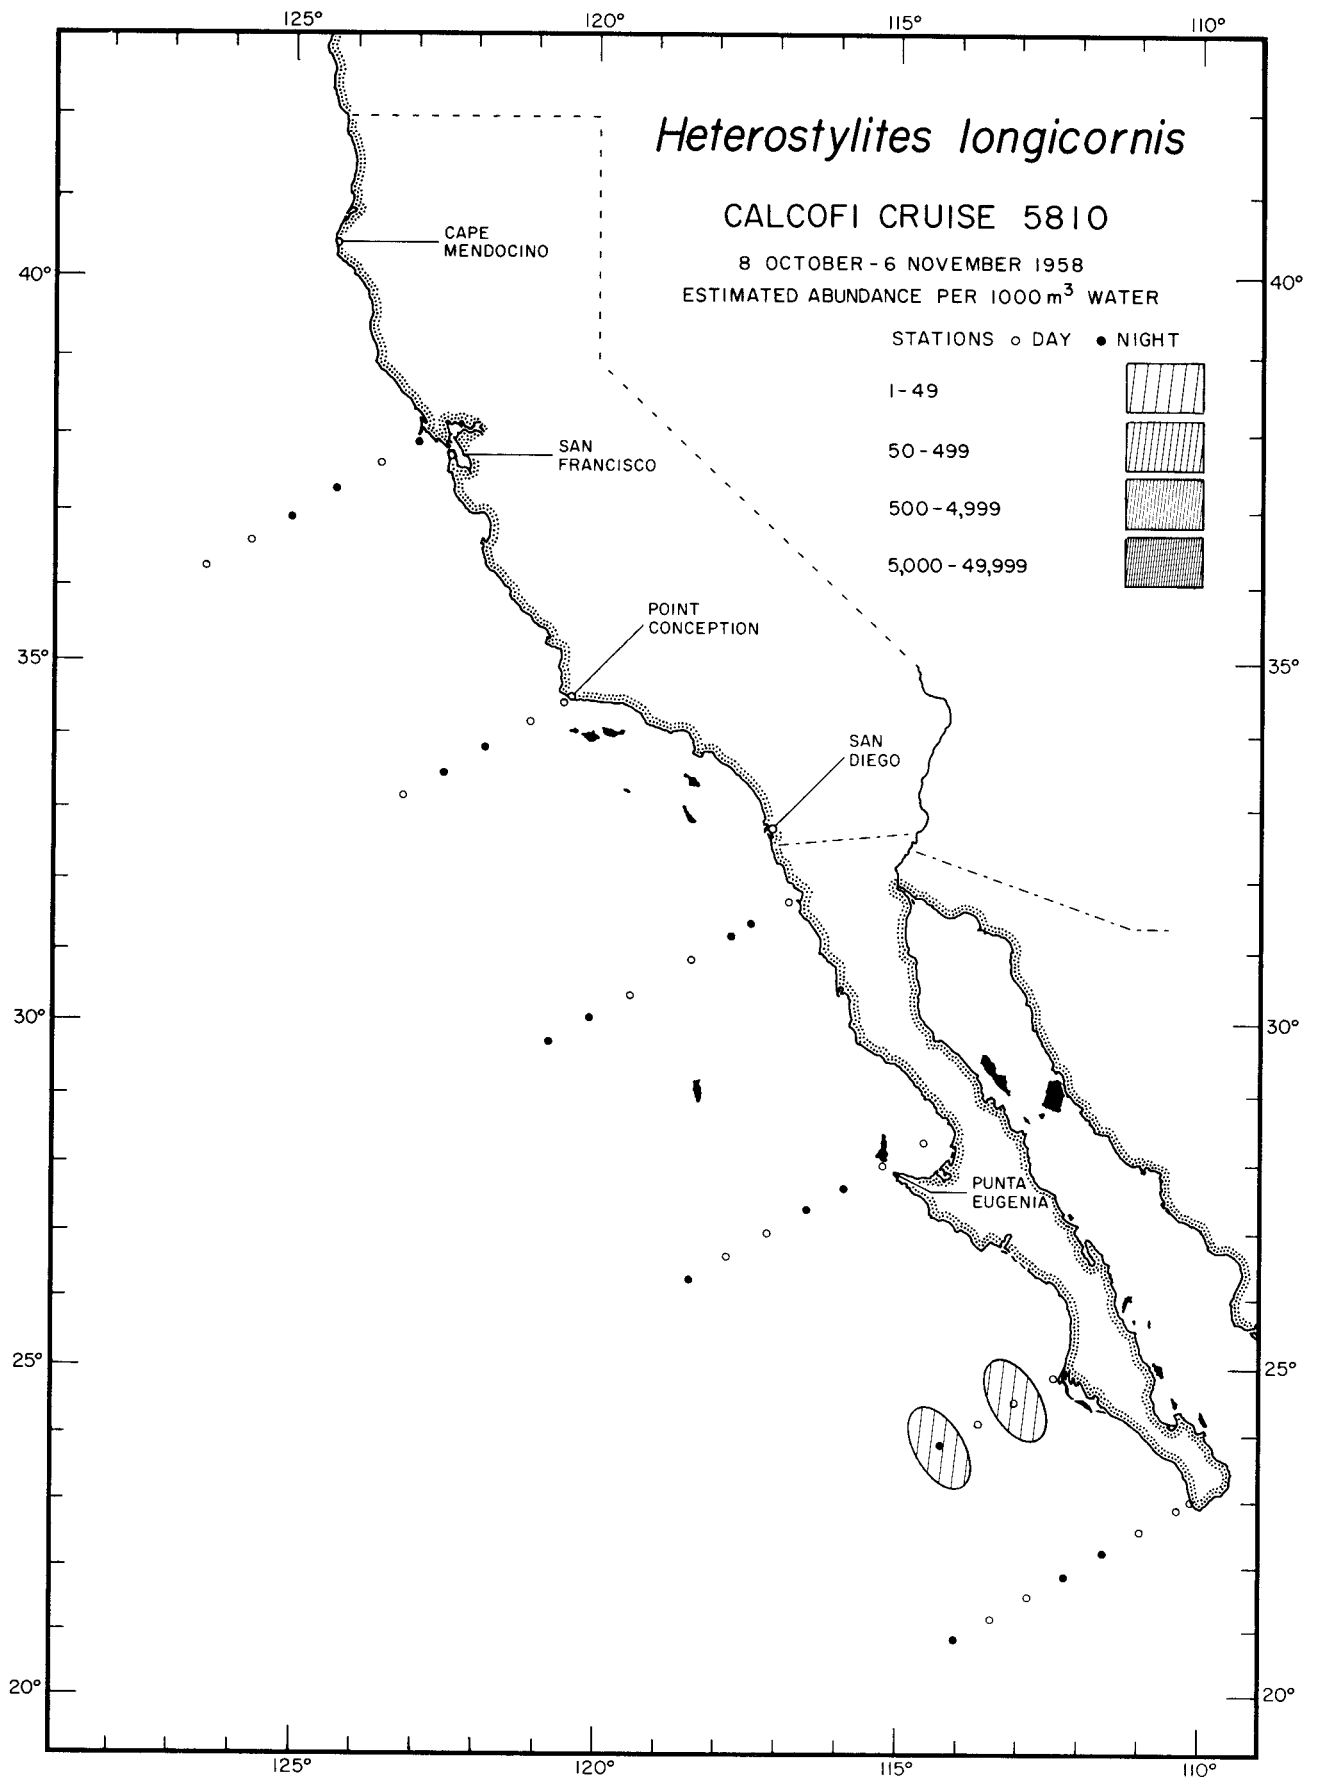 125° 120° 115° 110°
Heterostylites longicornis
CALCOFI CRUISE 5810
8 OCTOBER - 6 NOVEMBER 1958
ESTIMATED ABUNDANCE PER 1000 m³ WATER
STATIONS ○ DAY ● NIGHT
1 - 49
50 - 499
500 - 4,999
5,000 - 49,999
CAPE
MENDOCINO
40° 40°
SAN
FRANCISCO
POINT
CONCEPTION
35° 35°
SAN
DIEGO
30° 30°
PUNTA
EUGENIA
25° 25°
20° 20°
125° 120° 115° 110°